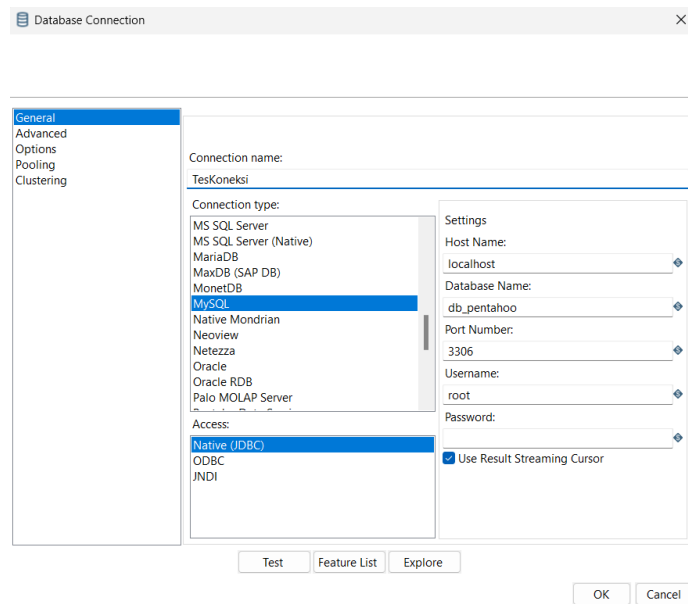 Database Connection
General
Advanced
Options
Pooling
Clustering
Connection name:
TesKoneksi
Connection type:
MS SQL Server
MS SQL Server (Native)
MariaDB
MaxDB (SAP DB)
MonetDB
MySQL
Native Mondrian
Neoview
Netezza
Oracle
Oracle RDB
Palo MOLAP Server
Access:
Native (JDBC)
ODBC
JNDI
Settings
Host Name:
localhost
Database Name:
db_pentahoo
Port Number:
3306
Username:
root
Password:
Use Result Streaming Cursor
Test
Feature List
Explore
OK
Cancel